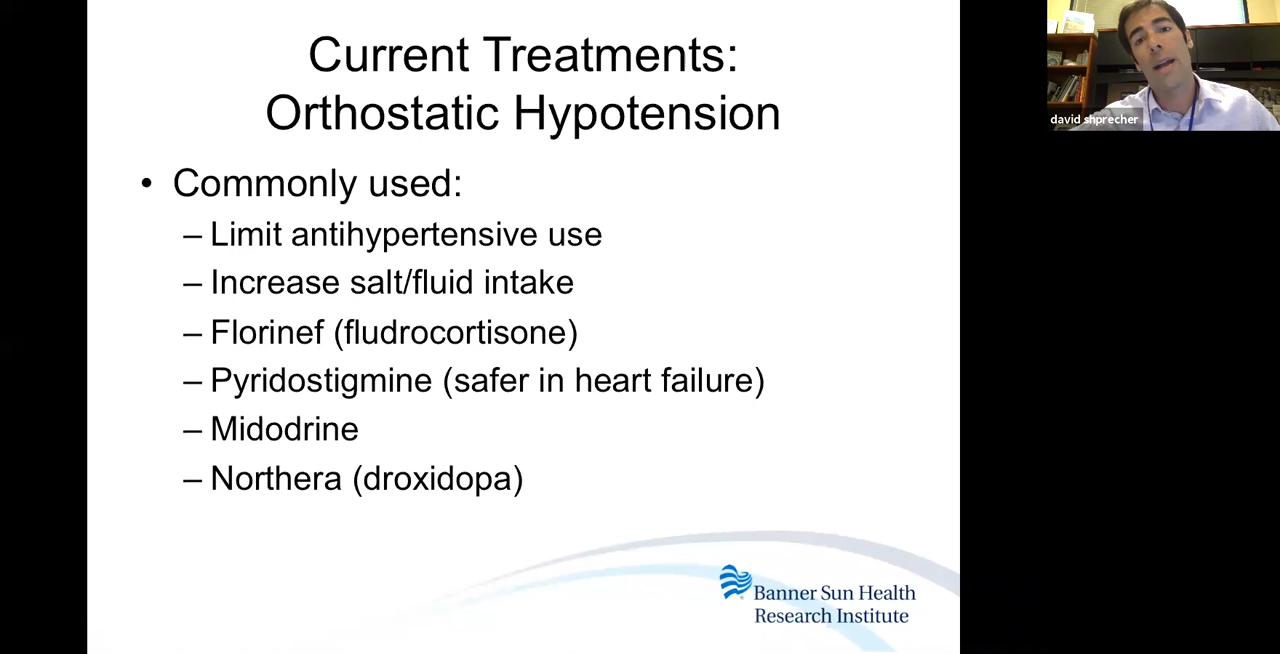 Current Treatments:
Orthostatic Hypotension
• Commonly used:
– Limit antihypertensive use
– Increase salt/fluid intake
– Florinef (fludrocortisone)
– Pyridostigmine (safer in heart failure)
– Midodrine
– Northera (droxidopa)
Banner Sun Health
Research Institute
david shprecher